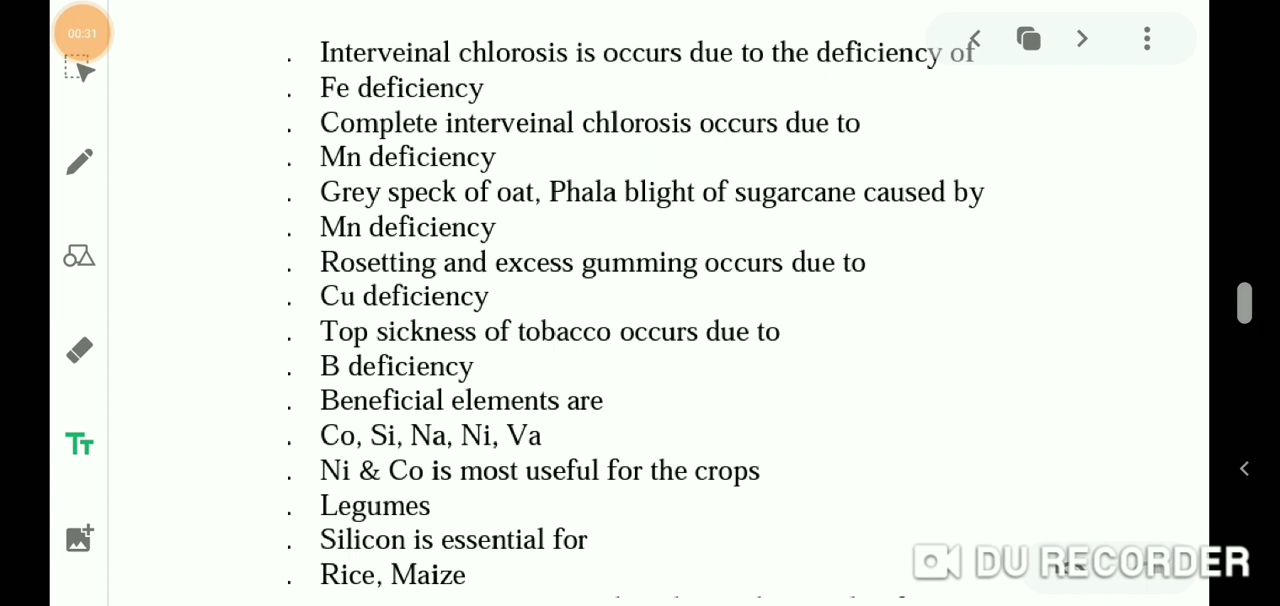 00:31
. Interveinal chlorosis is occurs due to the deficiency of
. Fe deficiency
. Complete interveinal chlorosis occurs due to
. Mn deficiency
. Grey speck of oat, Phala blight of sugarcane caused by
. Mn deficiency
. Rosetting and excess gumming occurs due to
. Cu deficiency
. Top sickness of tobacco occurs due to
. B deficiency
. Beneficial elements are
. Co, Si, Na, Ni, Va
. Ni & Co is most useful for the crops
. Legumes
. Silicon is essential for
. Rice, Maize
TT
DU RECORDER